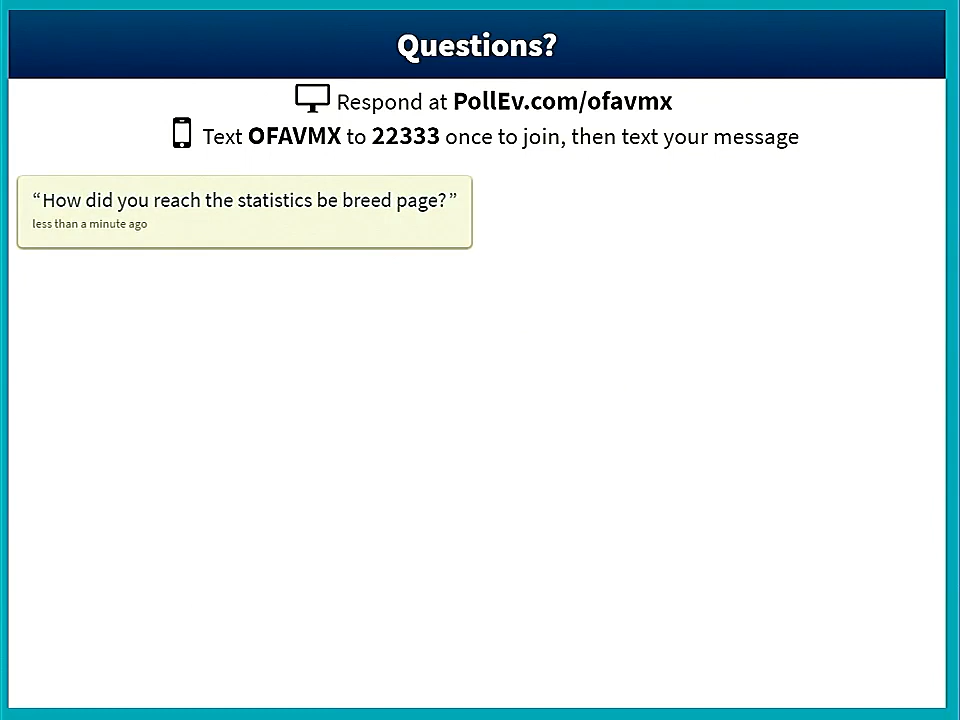 Questions?
Respond at PollEv.com/ofavmx
Text OFAVMX to 22333 once to join, then text your message
“How did you reach the statistics be breed page?”
less than a minute ago